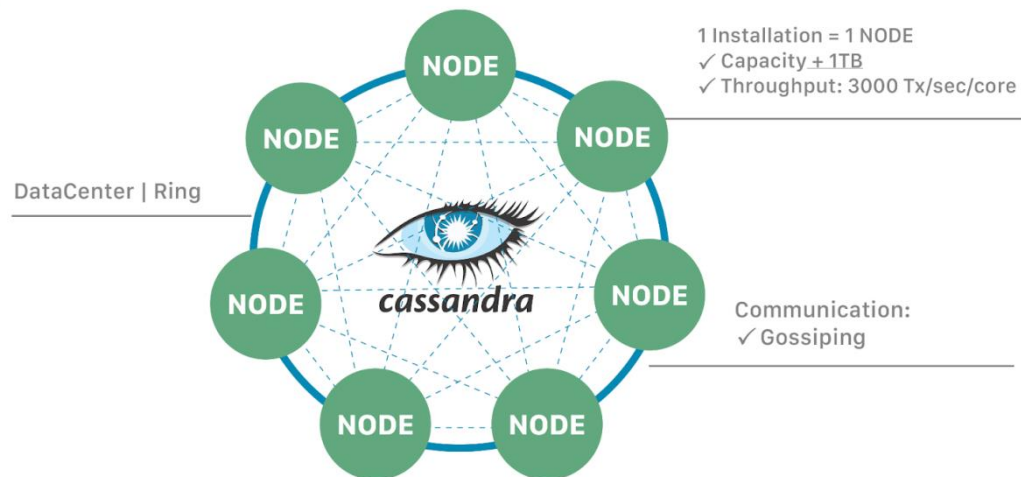 NODE
1 Installation = 1 NODE
✓ Capacity + 1TB
✓ Throughput: 3000 Tx/sec/core
NODE
NODE
DataCenter | Ring
cassandra
NODE
NODE
Communication:
✓ Gossiping
NODE
NODE